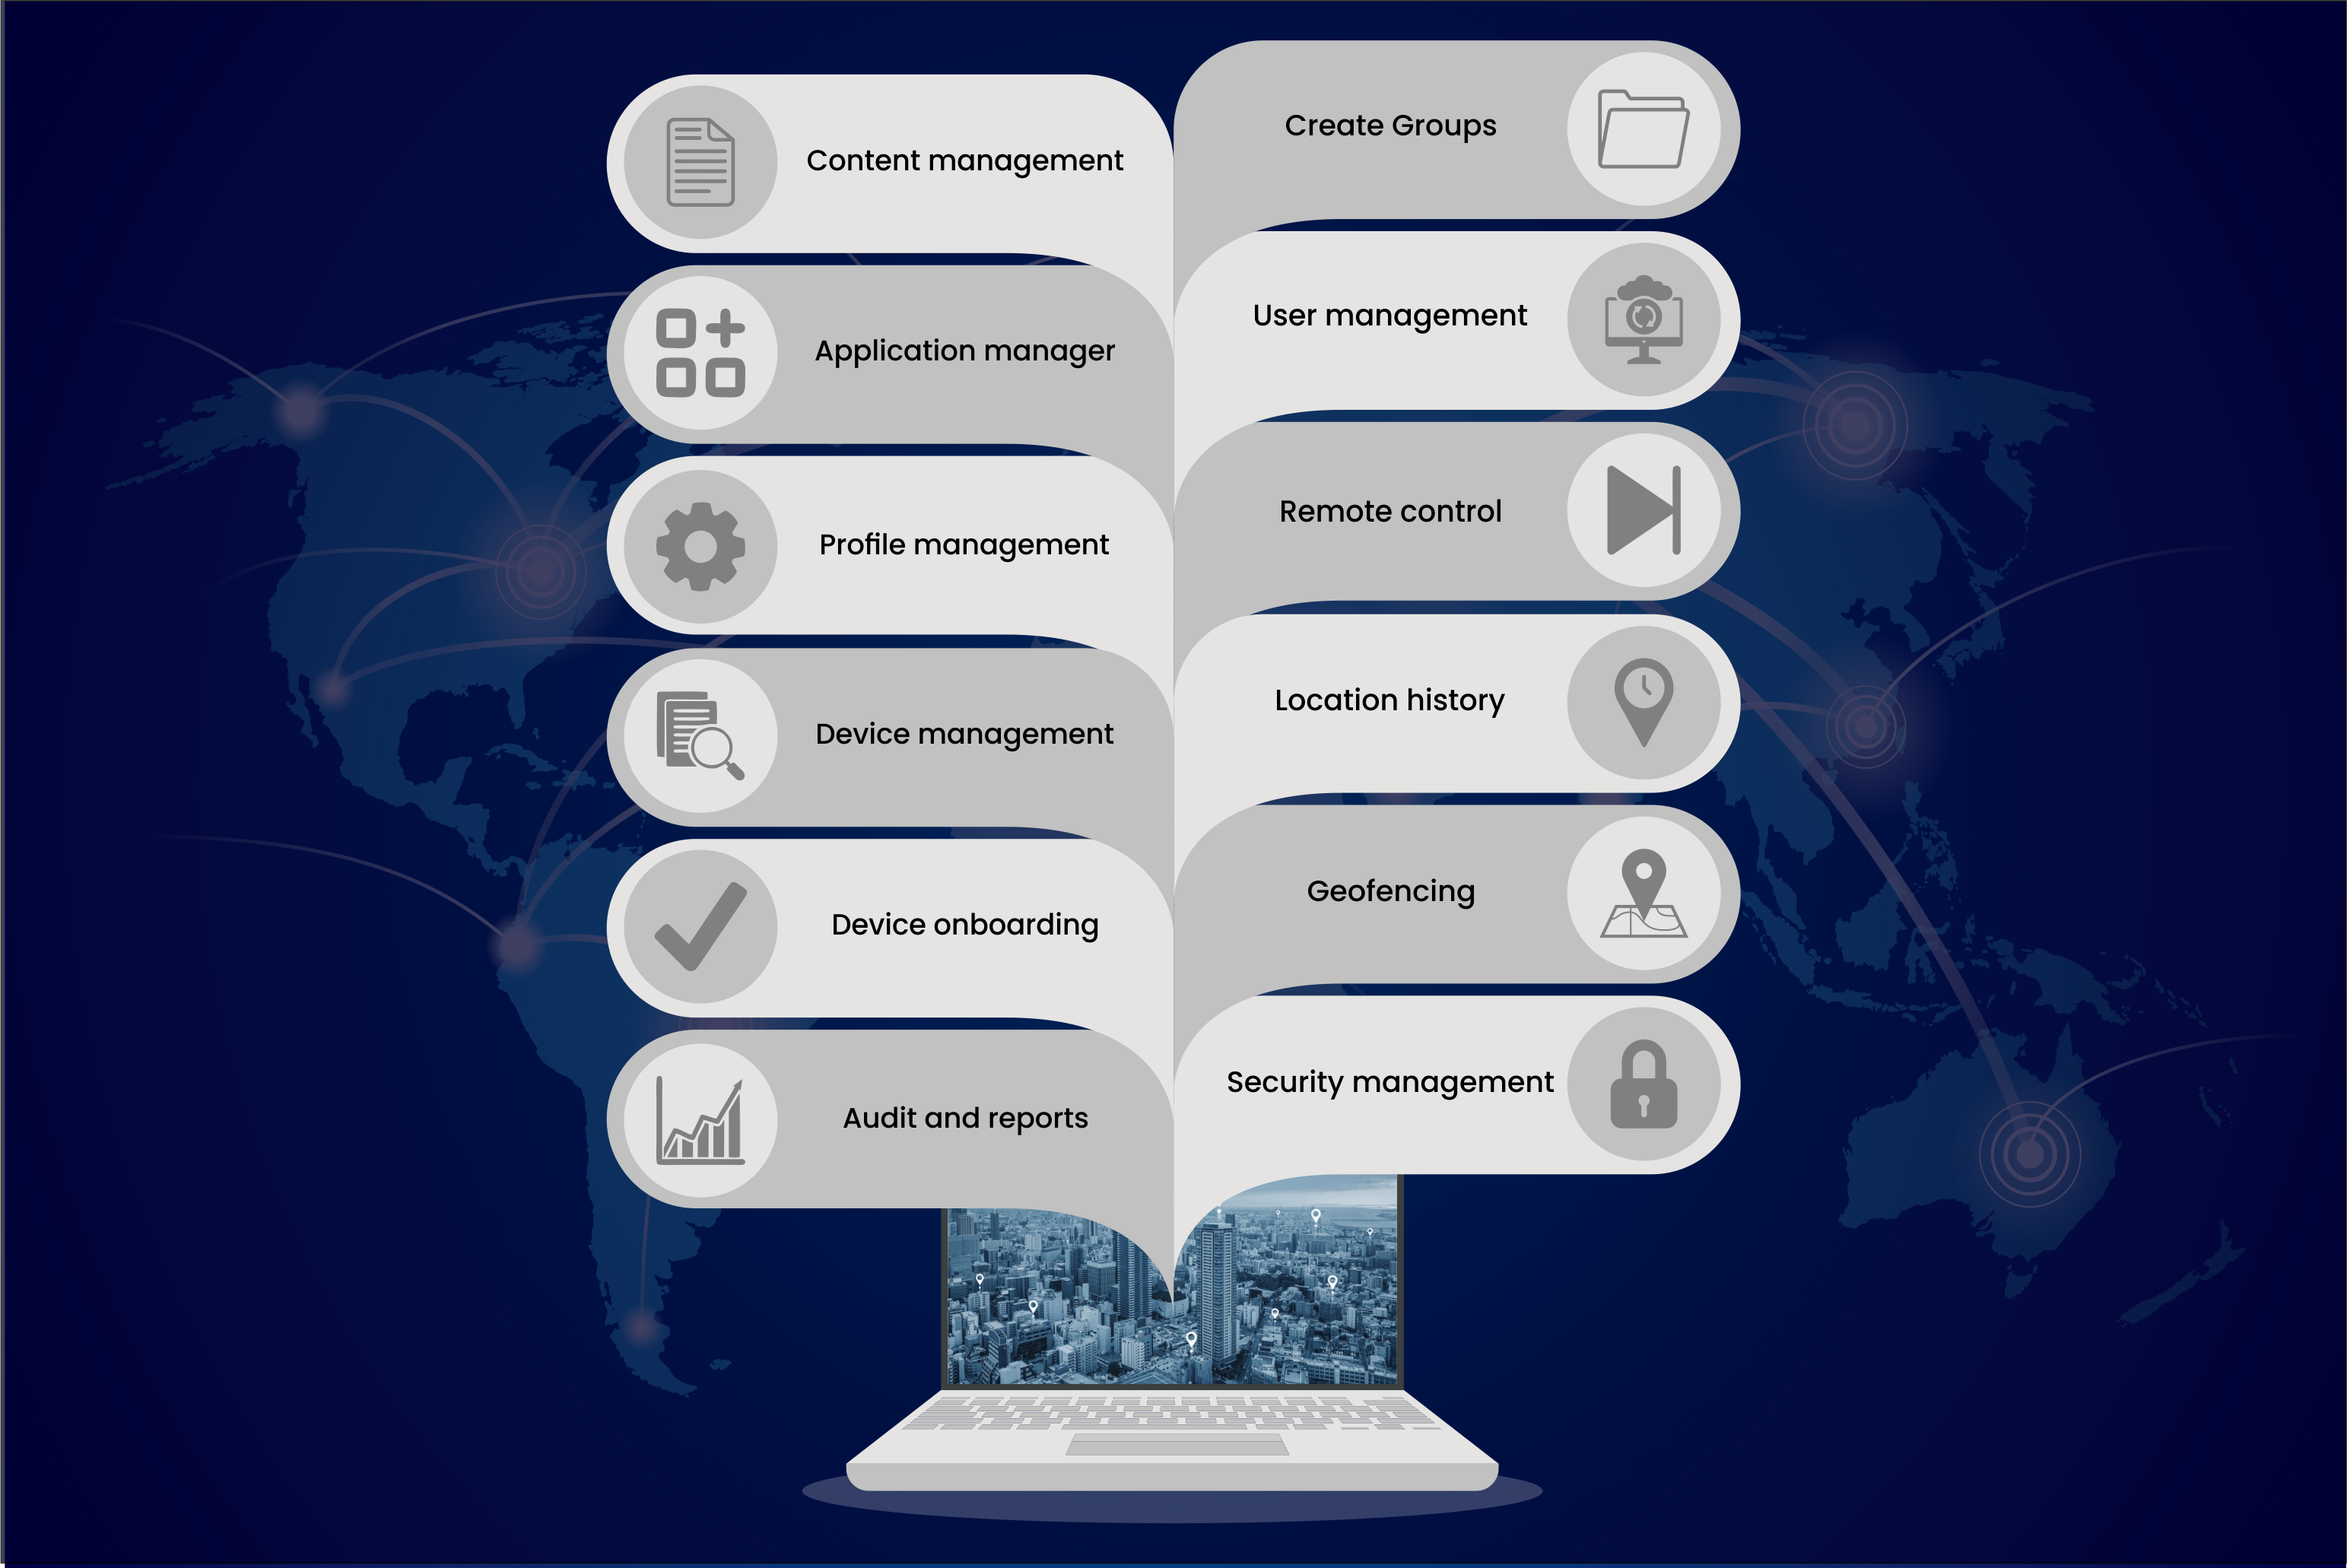 Content management
Application manager
Profile management
Device management
Device onboarding
Audit and reports
Create Groups
User management
Remote control
Location history
Geofencing
Security management